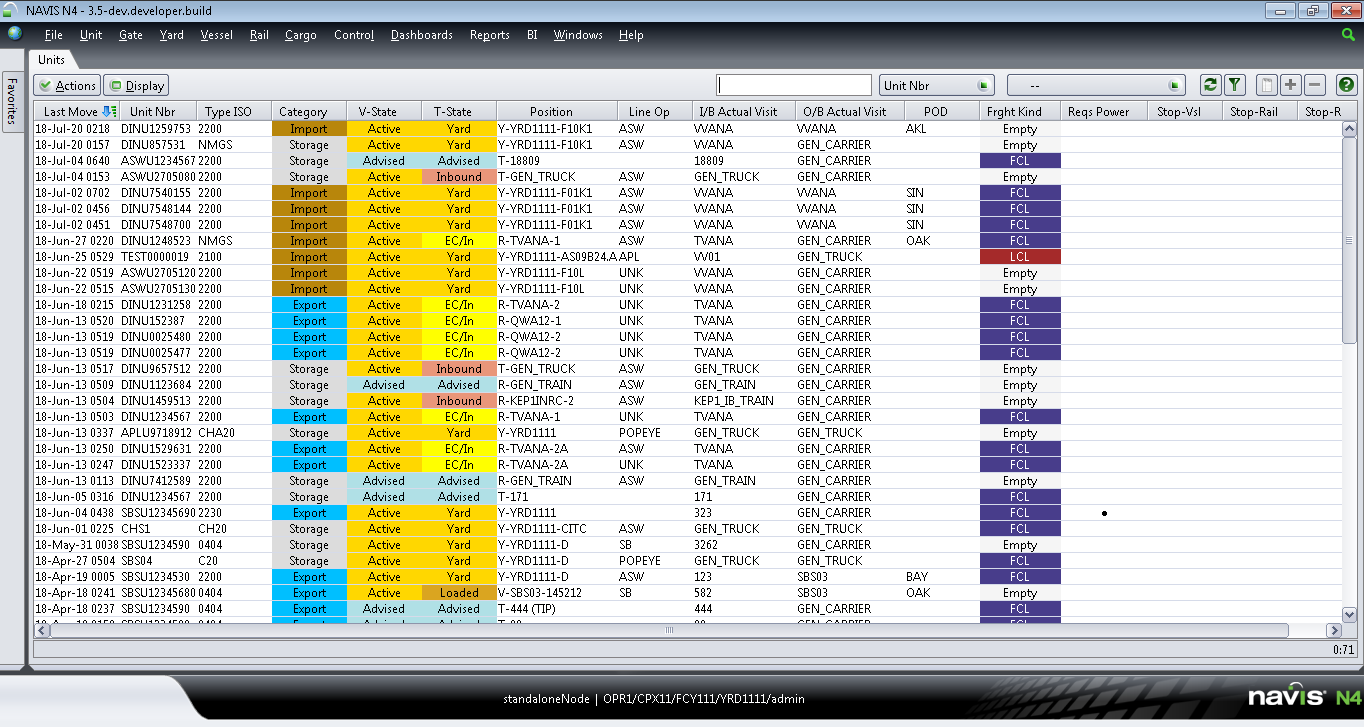 NAVIS N4 - 3.5-dev.developer.build
File Unit Gate Yard Vessel Rail Cargo Control Dashboards Reports BI Windows Help
Units
Favorites
Actions Display Unit Nbr --
Last Move Unit Nbr Type ISO Category V-State T-State Position Line Op I/B Actual Visit O/B Actual Visit POD Frght Kind Reqs Power Stop-Vsl Stop-Rail Stop-R
18-Jul-20 0218 DINU1259753 2200 Import Active Yard Y-YRD1111-F10K1 ASW VVANA VVANA AKL Empty
18-Jul-20 0157 DINU857531 NMGS Storage Active Yard Y-YRD1111-F10K1 ASW VVANA GEN_CARRIER Empty
18-Jul-04 0640 ASWU1234567 2200 Storage Advised Advised T-18809 18809 GEN_CARRIER FCL
18-Jul-04 0153 ASWU2705080 2200 Storage Active Inbound T-GEN_TRUCK ASW GEN_TRUCK GEN_CARRIER Empty
18-Jul-02 0702 DINU7540155 2200 Import Active Yard Y-YRD1111-F01K1 ASW VVANA VVANA SIN FCL
18-Jul-02 0456 DINU7548144 2200 Import Active Yard Y-YRD1111-F01K1 ASW VVANA VVANA SIN FCL
18-Jul-02 0451 DINU7548700 2200 Import Active Yard Y-YRD1111-F01K1 ASW VVANA VVANA SIN FCL
18-Jun-27 0220 DINU1248523 NMGS Import Active EC/In R-TVANA-1 ASW TVANA GEN_CARRIER OAK FCL
18-Jun-25 0529 TEST0000019 2100 Import Active Yard Y-YRD1111-AS09B24.A APL VV01 GEN_TRUCK LCL
18-Jun-22 0519 ASWU2705120 2200 Import Active Yard Y-YRD1111-F10L UNK VVANA GEN_CARRIER Empty
18-Jun-22 0515 ASWU2705130 2200 Import Active Yard Y-YRD1111-F10L UNK VVANA GEN_CARRIER Empty
18-Jun-18 0215 DINU1231258 2200 Export Active EC/In R-TVANA-2 UNK TVANA GEN_CARRIER FCL
18-Jun-13 0520 DINU152387 2200 Export Active EC/In R-QWA12-1 UNK TVANA GEN_CARRIER FCL
18-Jun-13 0519 DINU0025480 2200 Export Active EC/In R-QWA12-2 UNK TVANA GEN_CARRIER FCL
18-Jun-13 0519 DINU0025477 2200 Export Active EC/In R-QWA12-2 UNK TVANA GEN_CARRIER FCL
18-Jun-13 0517 DINU9657512 2200 Storage Active Inbound T-GEN_TRUCK ASW GEN_TRUCK GEN_CARRIER Empty
18-Jun-13 0509 DINU1123684 2200 Storage Advised Advised R-GEN_TRAIN ASW GEN_TRAIN GEN_CARRIER Empty
18-Jun-13 0504 DINU1459513 2200 Storage Active Inbound R-KEP1INRC-2 ASW KEP1_IB_TRAIN GEN_CARRIER Empty
18-Jun-13 0503 DINU1234567 2200 Export Active EC/In R-TVANA-1 UNK TVANA GEN_CARRIER FCL
18-Jun-13 0337 APLU9718912 CHA20 Storage Active Yard Y-YRD1111 POPEYE GEN_TRUCK GEN_TRUCK Empty
18-Jun-13 0250 DINU1529631 2200 Export Active EC/In R-TVANA-2A ASW TVANA GEN_CARRIER FCL
18-Jun-13 0247 DINU1523337 2200 Export Active EC/In R-TVANA-2A UNK TVANA GEN_CARRIER FCL
18-Jun-13 0113 DINU7412589 2200 Storage Advised Advised R-GEN_TRAIN ASW GEN_TRAIN GEN_CARRIER Empty
18-Jun-05 0316 DINU1234567 2200 Storage Advised Advised T-171 171 GEN_CARRIER FCL
18-Jun-04 0438 SBSU12345690 2230 Export Active Yard Y-YRD1111 323 GEN_CARRIER FCL •
18-Jun-01 0225 CHS1 CH20 Storage Active Yard Y-YRD1111-CITC ASW GEN_TRUCK GEN_TRUCK FCL
18-May-31 0038 SBSU1234590 0404 Storage Active Yard Y-YRD1111-D SB 3262 GEN_CARRIER Empty
18-Apr-27 0504 SBS04 C20 Storage Active Yard Y-YRD1111-D POPEYE GEN_TRUCK GEN_TRUCK FCL
18-Apr-19 0005 SBSU1234530 2200 Export Active Yard Y-YRD1111-D ASW 123 SBS03 BAY FCL
18-Apr-18 0241 SBSU12345680 0404 Export Active Loaded V-SBS03-145212 SB 582 SBS03 OAK FCL
18-Apr-18 0237 SBSU1234590 0404 Export Advised Advised T-444 (TIP) 444 GEN_CARRIER FCL
0:71
standaloneNode | OPR1/CPX11/FCY111/YRD1111/admin
navis N4